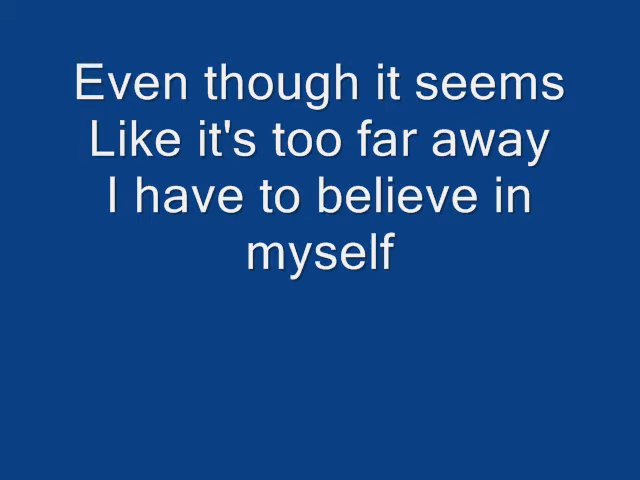 Even though it seems
Like it's too far away
I have to believe in
myself